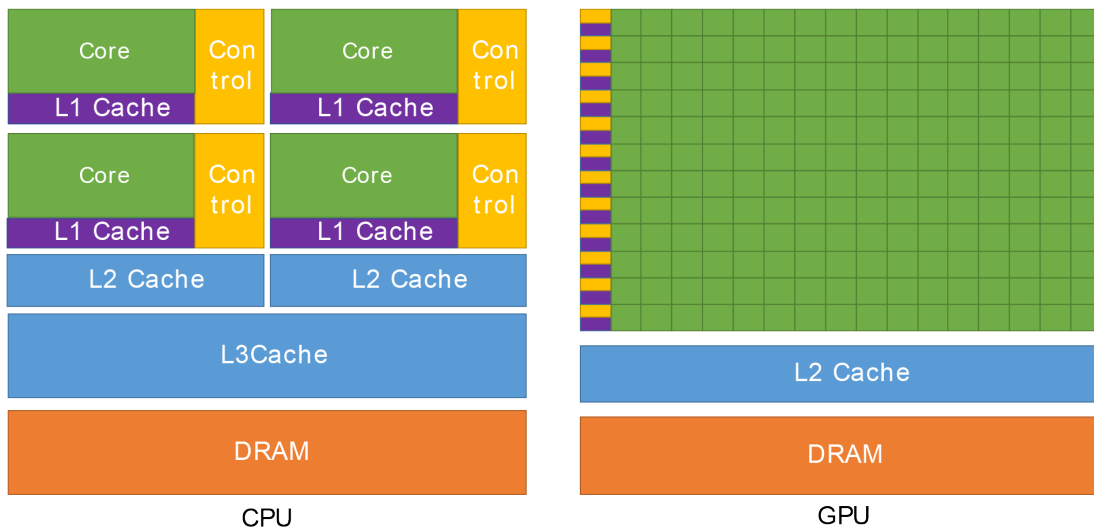 Core
Con
trol
Core
Con
trol
L1 Cache
L1 Cache
Core
Con
trol
Core
Con
trol
L1 Cache
L1 Cache
L2 Cache
L2 Cache
L3Cache
DRAM
CPU
L2 Cache
DRAM
GPU